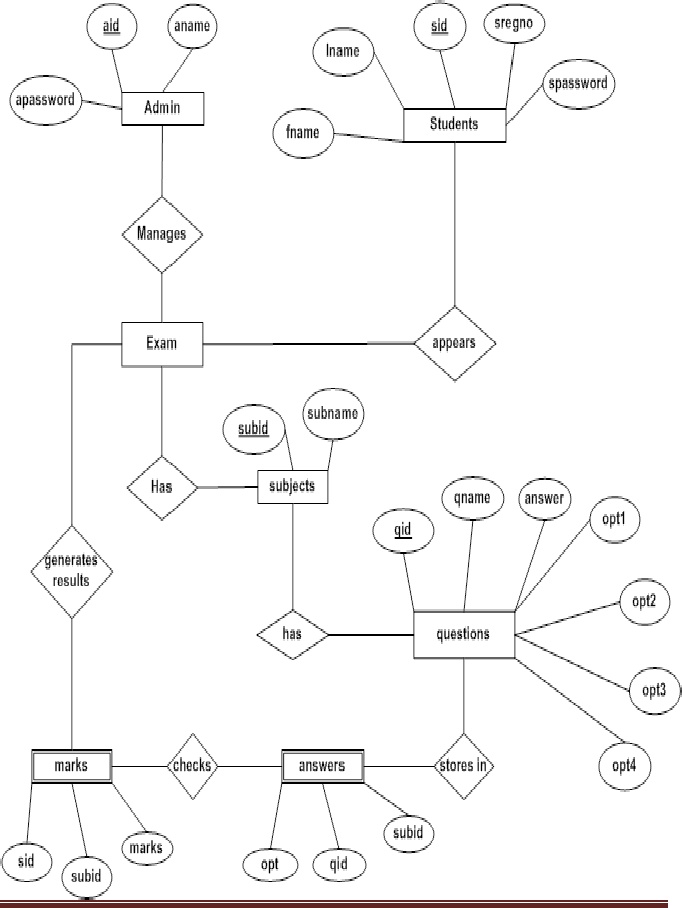 aid
aname
apassword
Admin
lname
sid
sregno
spassword
fname
Students
Manages
Exam
appears
subid
subname
Has
subjects
qid
qname
answer
opt1
generates
results
has
questions
opt2
opt3
opt4
marks
checks
answers
stores in
sid
subid
marks
opt
qid
subid